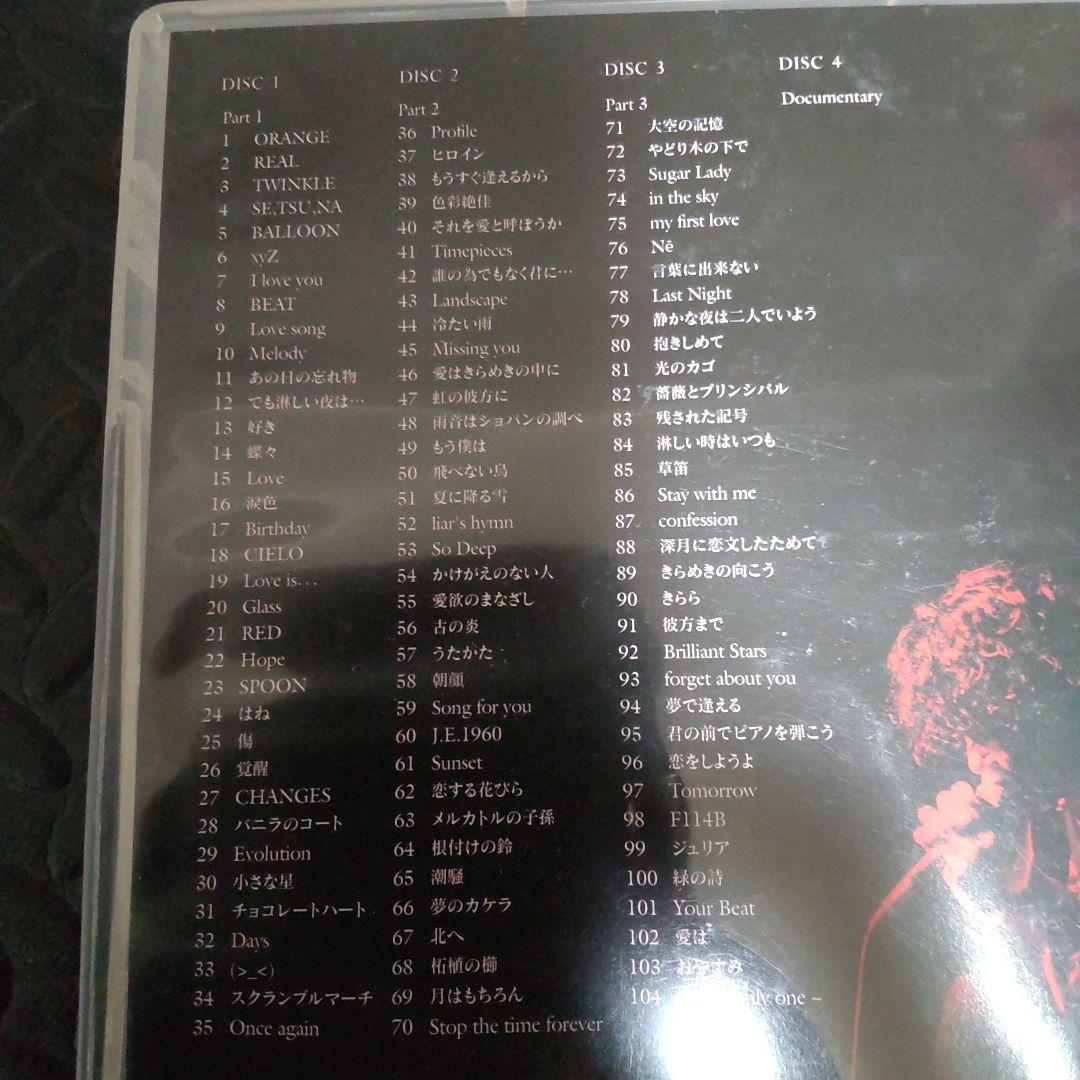 DISC 1
Part 1
1 ORANGE
2 REAL
3 TWINKLE
4 SE,TSU,NA
5 BALLOON
6 xyZ
7 I love you
8 BEAT
9 Love song
10 Melody
11 あの日の忘れ物
12 でも淋しい夜は…
13 好き
14 蝶々
15 Love
16 涙色
17 Birthday
18 CIELO
19 Love is...
20 Glass
21 RED
22 Hope
23 SPOON
24 はね
25 傷
26 覚醒
27 CHANGES
28 バニラのコート
29 Evolution
30 小さな星
31 チョコレートハート
32 Days
33 (>_<)
34 スクランブルマーチ
35 Once again
DISC 2
Part 2
36 Profile
37 ヒロイン
38 もうすぐ逢えるから
39 色彩絶佳
40 それを愛と呼ぼうか
41 Timepieces
42 誰の為でもなく君に…
43 Landscape
44 冷たい雨
45 Missing you
46 愛はきらめきの中に
47 虹の彼方に
48 雨音はショパンの調べ
49 もう僕は
50 飛べない鳥
51 夏に降る雪
52 liar's hymn
53 So Deep
54 かけがえのない人
55 愛欲のまなざし
56 古の炎
57 うたかた
58 朝顔
59 Song for you
60 J.E.1960
61 Sunset
62 恋する花びら
63 メルカトルの子孫
64 根付けの鈴
65 潮騒
66 夢のカケラ
67 北へ
68 柘植の櫛
69 月はもちろん
70 Stop the time forever
DISC 3
Part 3
71 大空の記憶
72 やどり木の下で
73 Sugar Lady
74 in the sky
75 my first love
76 Nē
77 言葉に出来ない
78 Last Night
79 静かな夜は二人でいよう
80 抱きしめて
81 光のカゴ
82 薔薇とプリンシパル
83 残された記号
84 淋しい時はいつも
85 草笛
86 Stay with me
87 confession
88 深月に恋文したためて
89 きらめきの向こう
90 きらら
91 彼方まで
92 Brilliant Stars
93 forget about you
94 夢で逢える
95 君の前でピアノを弾こう
96 恋をしようよ
97 Tomorrow
98 F114B
99 ジュリア
100 緑の詩
101 Your Beat
102 愛は
103 おやすみ
104 one ~
DISC 4
Documentary